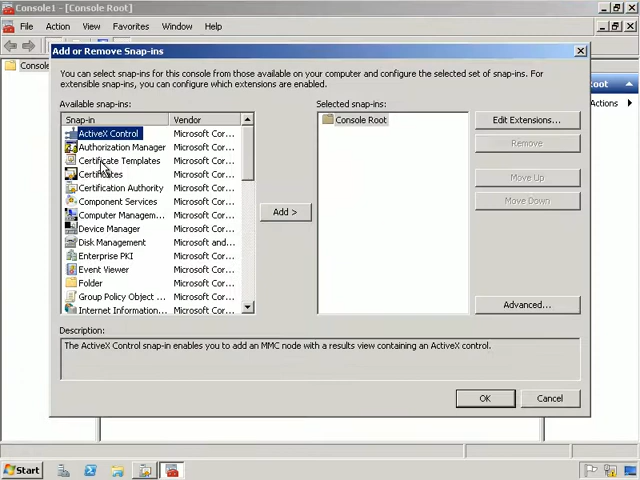 Console1 - [Console Root]
File Action View Favorites Window Help
Add or Remove Snap-ins
You can select snap-ins for this console from those available on your computer and configure the selected set of snap-ins. For
extensible snap-ins, you can configure which extensions are enabled.
Available snap-ins:
Selected snap-ins:
Snap-in Vendor
ActiveX Control Microsoft Cor...
Authorization Manager Microsoft Cor...
Certificate Templates Microsoft Cor...
Certificates Microsoft Cor...
Certification Authority Microsoft Cor...
Component Services Microsoft Cor...
Computer Managem... Microsoft Cor...
Device Manager Microsoft Cor...
Disk Management Microsoft and...
Enterprise PKI Microsoft Cor...
Event Viewer Microsoft Cor...
Folder Microsoft Cor...
Group Policy Object ... Microsoft Cor...
Internet Information... Microsoft Cor...
Add >
Console Root
Edit Extensions...
Remove
Move Up
Move Down
Advanced...
Description:
The ActiveX Control snap-in enables you to add an MMC node with a results view containing an ActiveX control.
OK
Cancel
Console
Root
Actions
Start